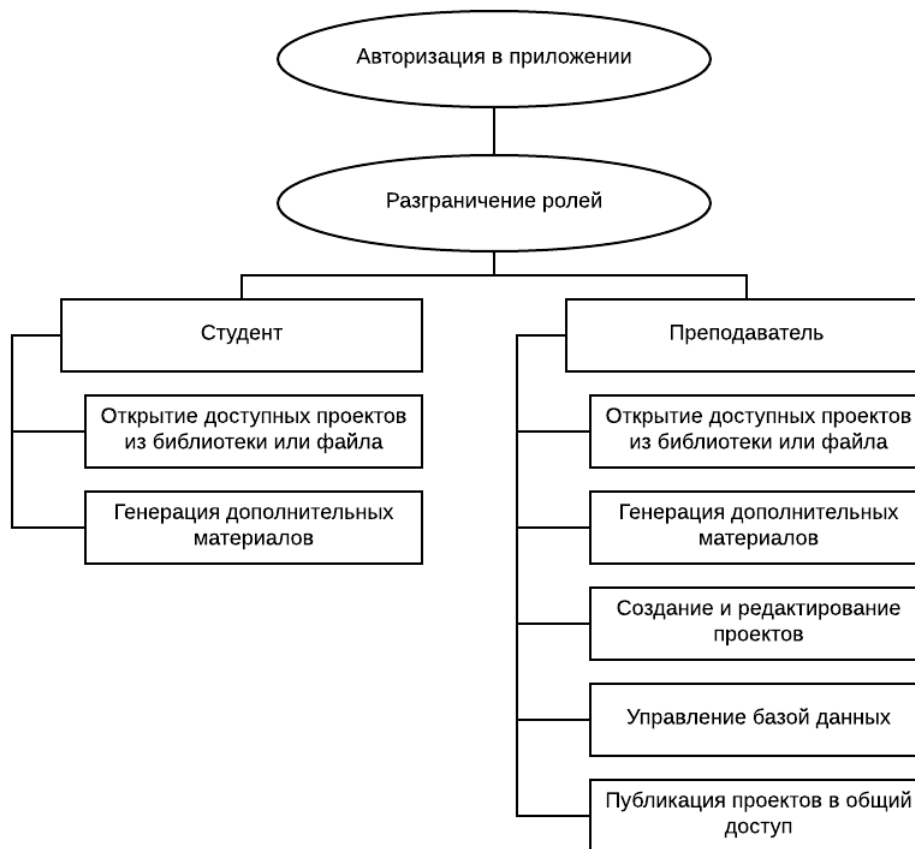 Авторизация в приложении
Разграничение ролей
Студент
Открытие доступных проектов
из библиотеки или файла
Генерация дополнительных
материалов
Преподаватель
Открытие доступных проектов
из библиотеки или файла
Генерация дополнительных
материалов
Создание и редактирование
проектов
Управление базой данных
Публикация проектов в общий
доступ